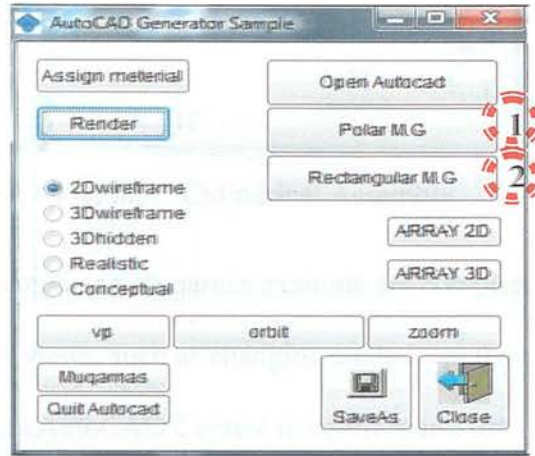 AutoCAD Generator Sample
Assign meterial
Open Autocad
Render
Polar M.G
1
Rectangular M.G
2
2Dwireframe
3Dwireframe
3Dhidden
Realistic
Conceptual
ARRAY 2D
ARRAY 3D
vp
orbit
zoom
Muqarnas
Quit Autocad
SaveAs
Close